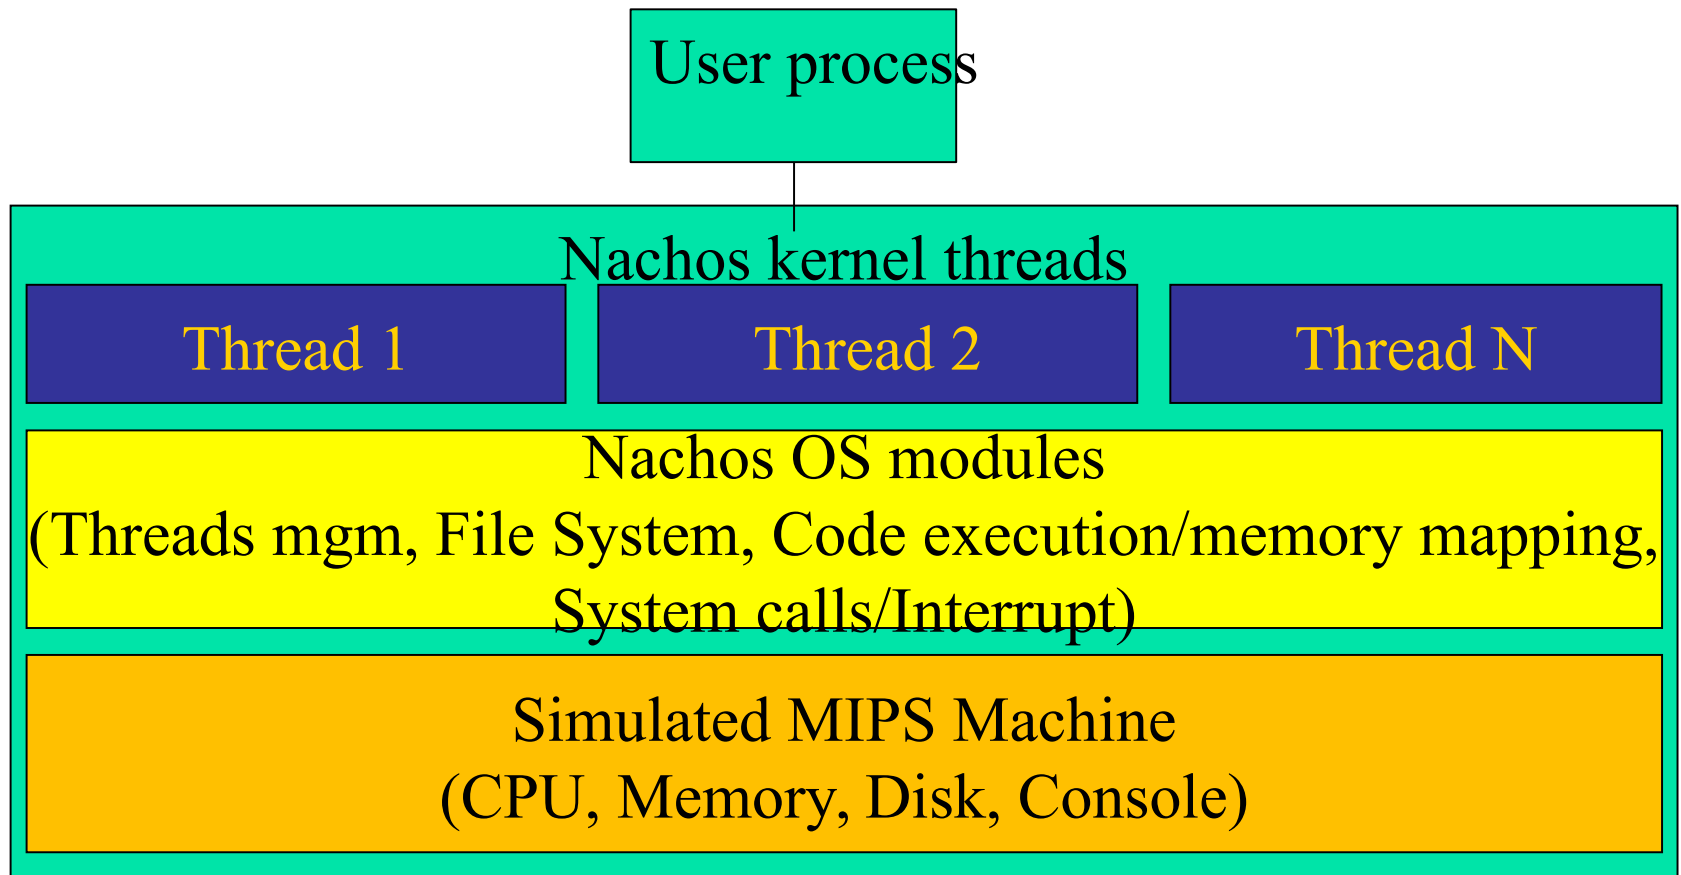 User process
Nachos kernel threads
Thread 1
Thread 2
Thread N
Nachos OS modules
(Threads mgm, File System, Code execution/memory mapping,
System calls/Interrupt)
Simulated MIPS Machine
(CPU, Memory, Disk, Console)